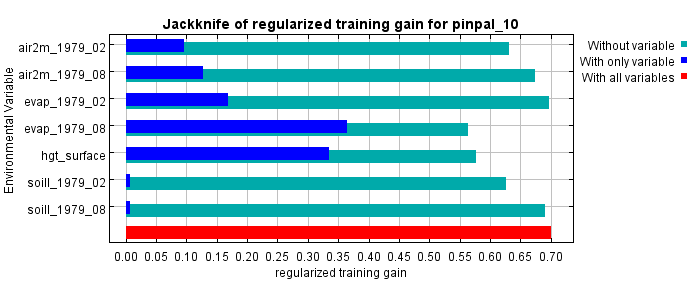 Jackknife of regularized training gain for pinpal_10
Environmental Variable
air2m_1979_02
air2m_1979_08
evap_1979_02
evap_1979_08
hgt_surface
soill_1979_02
soill_1979_08
Without variable
With only variable
With all variables
0.00 0.05 0.10 0.15 0.20 0.25 0.30 0.35 0.40 0.45 0.50 0.55 0.60 0.65 0.70
regularized training gain